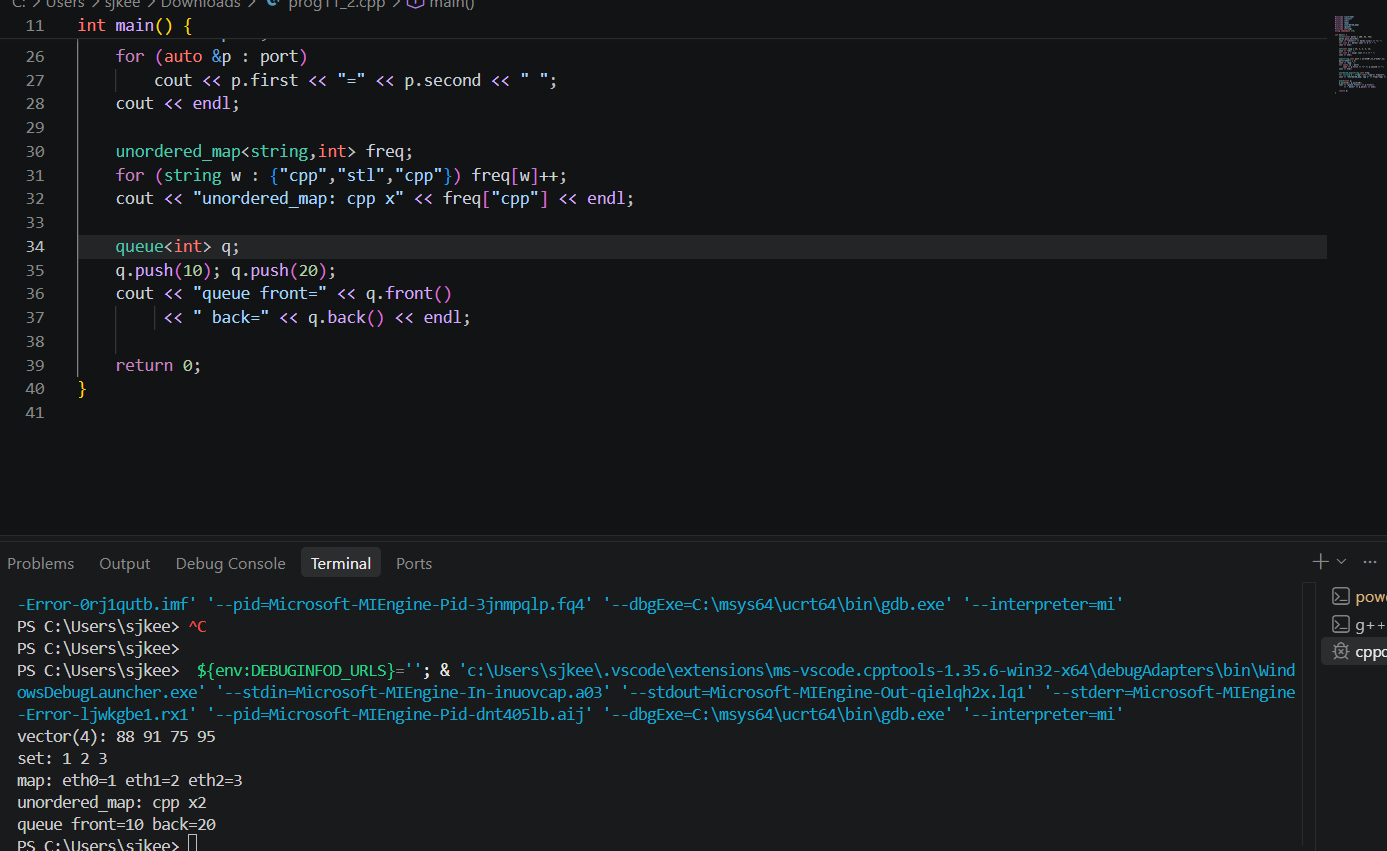 C: > Users > sjkee > Downloads > prog11_2.cpp > main()
11 int main() {
26 for (auto &p : port)
27 cout << p.first << "=" << p.second << " ";
28 cout << endl;
29
30 unordered_map<string,int> freq;
31 for (string w : {"cpp","stl","cpp"}) freq[w]++;
32 cout << "unordered_map: cpp x" << freq["cpp"] << endl;
33
34 queue<int> q;
35 q.push(10); q.push(20);
36 cout << "queue front=" << q.front()
37 << " back=" << q.back() << endl;
38
39 return 0;
40 }
41
Problems Output Debug Console Terminal Ports
-Error-0rj1qutb.imf' '--pid=Microsoft-MIEngine-Pid-3jnmpqlp.fq4' '--dbgExe=C:\msys64\ucrt64\bin\gdb.exe' '--interpreter=mi'
PS C:\Users\sjkee> ^C
PS C:\Users\sjkee>
PS C:\Users\sjkee>  ${env:DEBUGINFOD_URLS}=''; & 'c:\Users\sjkee\.vscode\extensions\ms-vscode.cpptools-1.35.6-win32-x64\debugAdapters\bin\Wind
owsDebugLauncher.exe' '--stdin=Microsoft-MIEngine-In-inuovcap.a03' '--stdout=Microsoft-MIEngine-Out-qielqh2x.lq1' '--stderr=Microsoft-MIEngine
-Error-ljwkgbe1.rx1' '--pid=Microsoft-MIEngine-Pid-dnt405lb.aij' '--dbgExe=C:\msys64\ucrt64\bin\gdb.exe' '--interpreter=mi'
vector(4): 88 91 75 95
set: 1 2 3
map: eth0=1 eth1=2 eth2=3
unordered_map: cpp x2
queue front=10 back=20
PS C:\Users\sjkee>
pow
g++
cppd